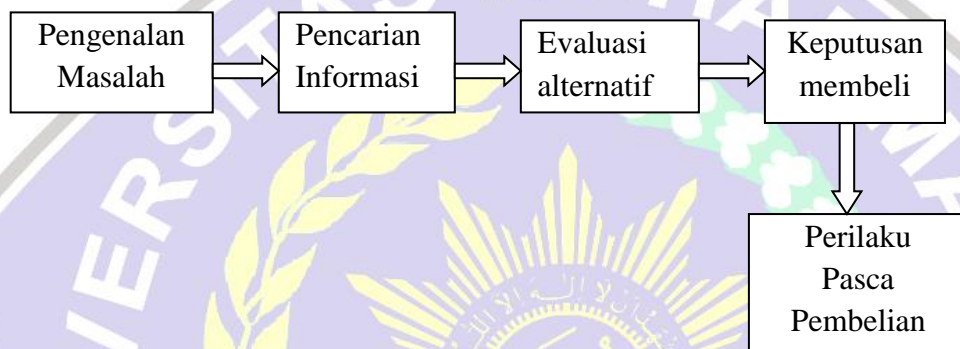 Pengenalan
Masalah
Pencarian
Informasi
Evaluasi
alternatif
Keputusan
membeli
Perilaku
Pasca
Pembelian